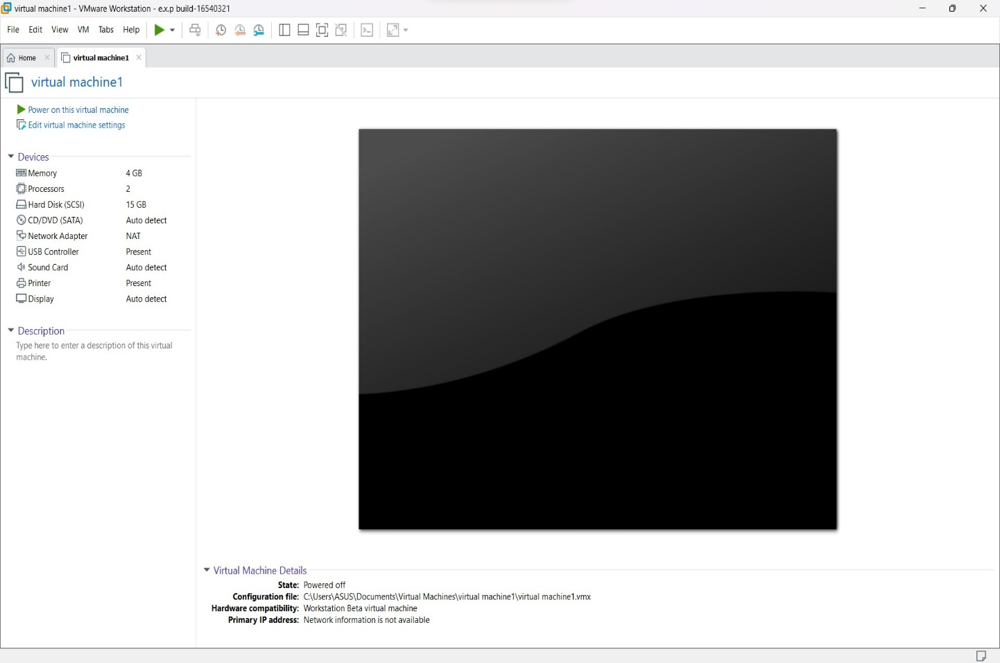 virtual machine1 - VMware Workstation - e.x.p build-16540321
File Edit View VM Tabs Help
Home virtual machine1
virtual machine1
Power on this virtual machine
Edit virtual machine settings
Devices
Memory 4 GB
Processors 2
Hard Disk (SCSI) 15 GB
CD/DVD (SATA) Auto detect
Network Adapter NAT
USB Controller Present
Sound Card Auto detect
Printer Present
Display Auto detect
Description
Type here to enter a description of this virtual
machine.
Virtual Machine Details
State: Powered off
Configuration file: C:\Users\ASUS\Documents\Virtual Machines\virtual machine1\virtual machine1.vmx
Hardware compatibility: Workstation Beta virtual machine
Primary IP address: Network information is not available